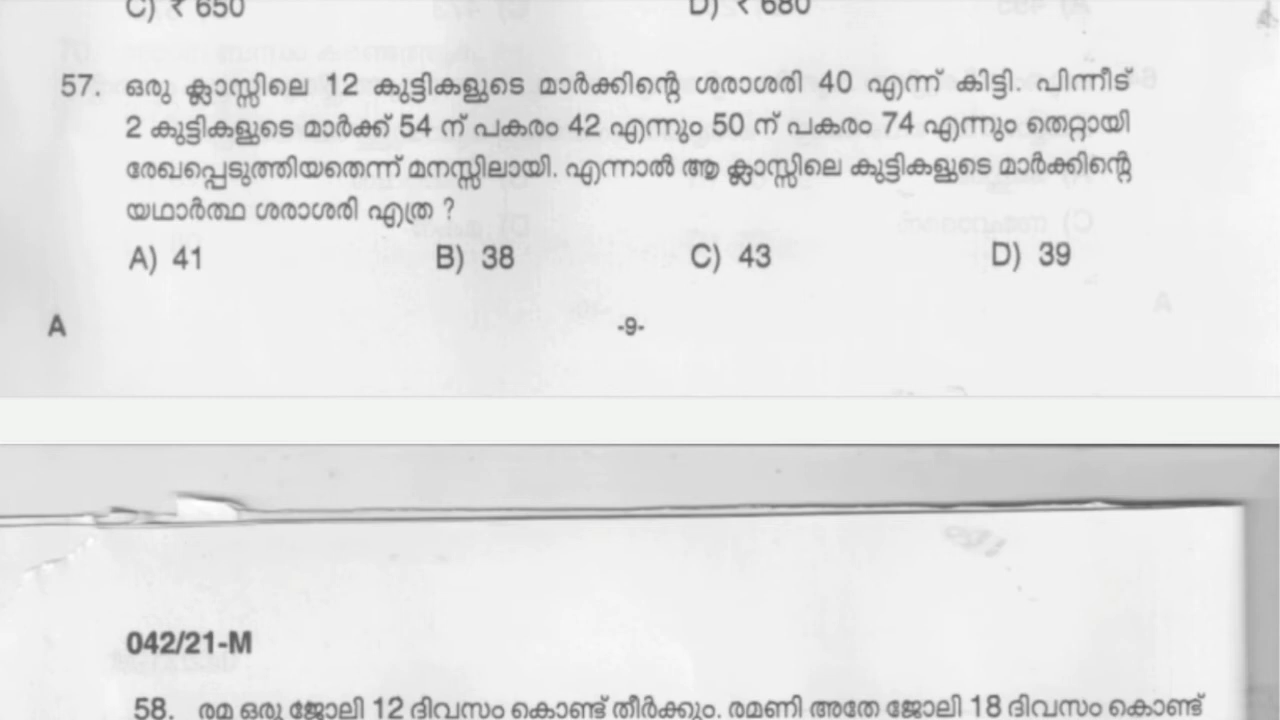 C) ₹ 650 D) ₹ 680
57. ഒരു ക്ലാസ്സിലെ 12 കുട്ടികളുടെ മാർക്കിന്റെ ശരാശരി 40 എന്ന് കിട്ടി. പിന്നീട്
2 കുട്ടികളുടെ മാർക്ക് 54 ന് പകരം 42 എന്നും 50 ന് പകരം 74 എന്നും തെറ്റായി
രേഖപ്പെടുത്തിയതെന്ന് മനസ്സിലായി. എന്നാൽ ആ ക്ലാസ്സിലെ കുട്ടികളുടെ മാർക്കിന്റെ
യഥാർത്ഥ ശരാശരി എത്ര ?
A) 41 B) 38 C) 43 D) 39
A -9-
042/21-M
58. രമ ഒരു ജോലി 12 ദിവസം കൊണ്ട് തീർക്കും. രമണി അതേ ജോലി 18 ദിവസം കൊണ്ട്